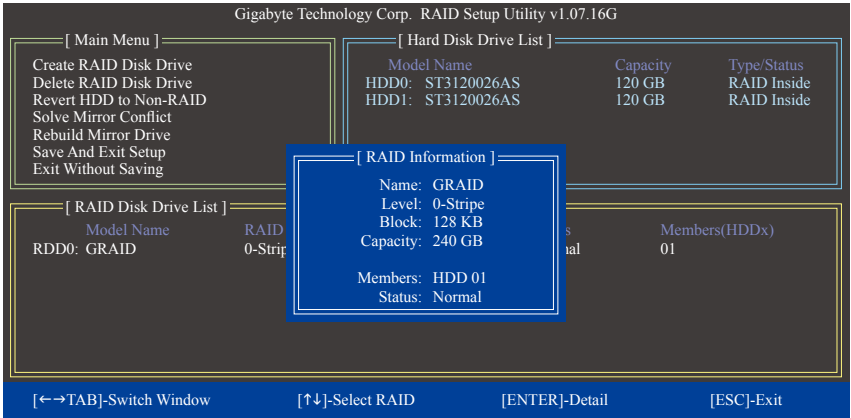 Gigabyte Technology Corp. RAID Setup Utility v1.07.16G
[ Main Menu ]
Create RAID Disk Drive
Delete RAID Disk Drive
Revert HDD to Non-RAID
Solve Mirror Conflict
Rebuild Mirror Drive
Save And Exit Setup
Exit Without Saving
[ Hard Disk Drive List ]
Model Name Capacity Type/Status
HDD0: ST3120026AS 120 GB RAID Inside
HDD1: ST3120026AS 120 GB RAID Inside
[ RAID Information ]
Name: GRAID
Level: 0-Stripe
Block: 128 KB
Capacity: 240 GB
Members: HDD 01
Status: Normal
[ RAID Disk Drive List ]
Model Name RAID Members(HDDx)
RDD0: GRAID 0-Strip 01
[←→TAB]-Switch Window [↑↓]-Select RAID [ENTER]-Detail [ESC]-Exit